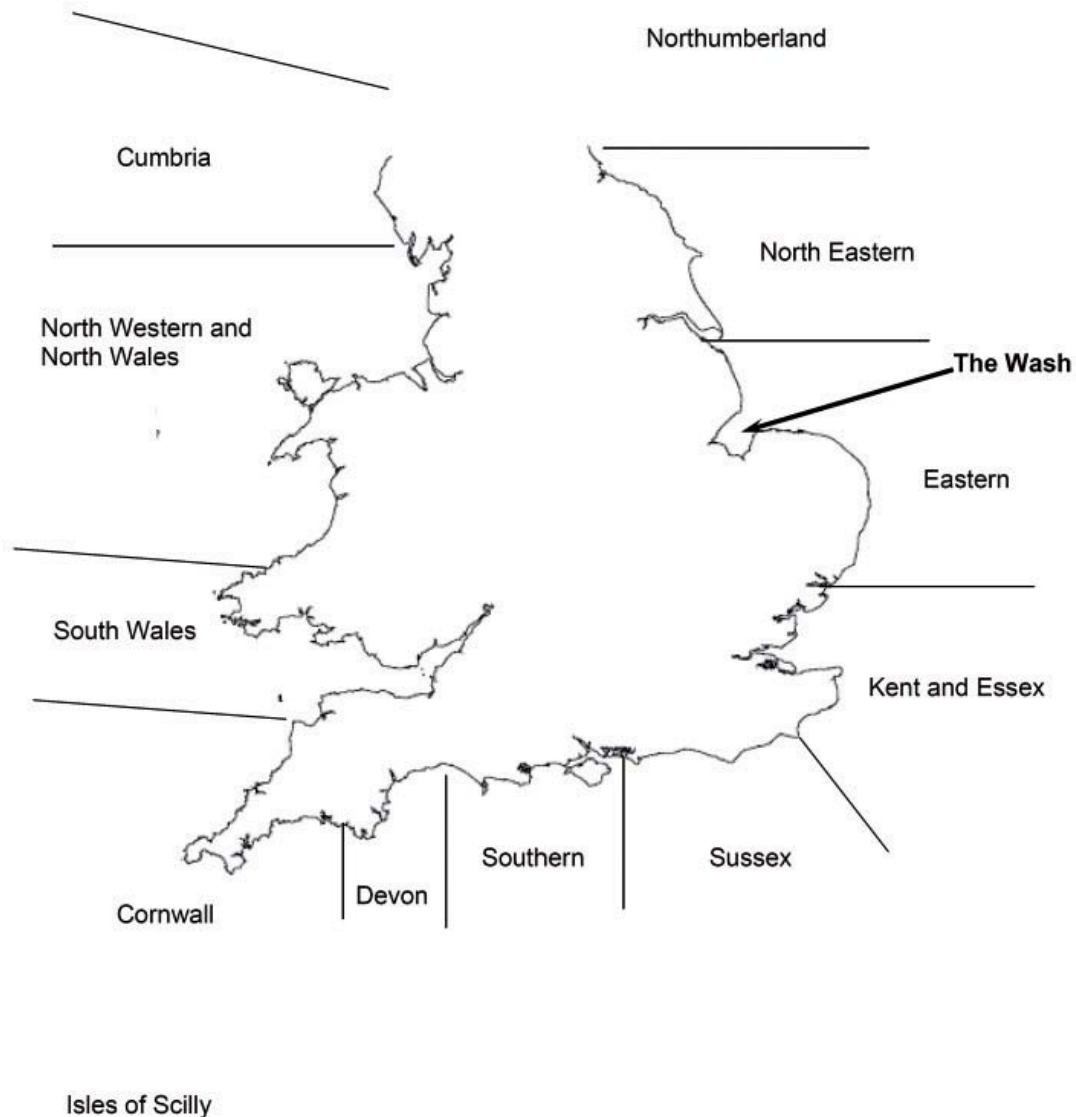 Northumberland
Cumbria
North Eastern
North Western and
North Wales
The Wash
Eastern
South Wales
Kent and Essex
Southern
Sussex
Devon
Cornwall
Isles of Scilly